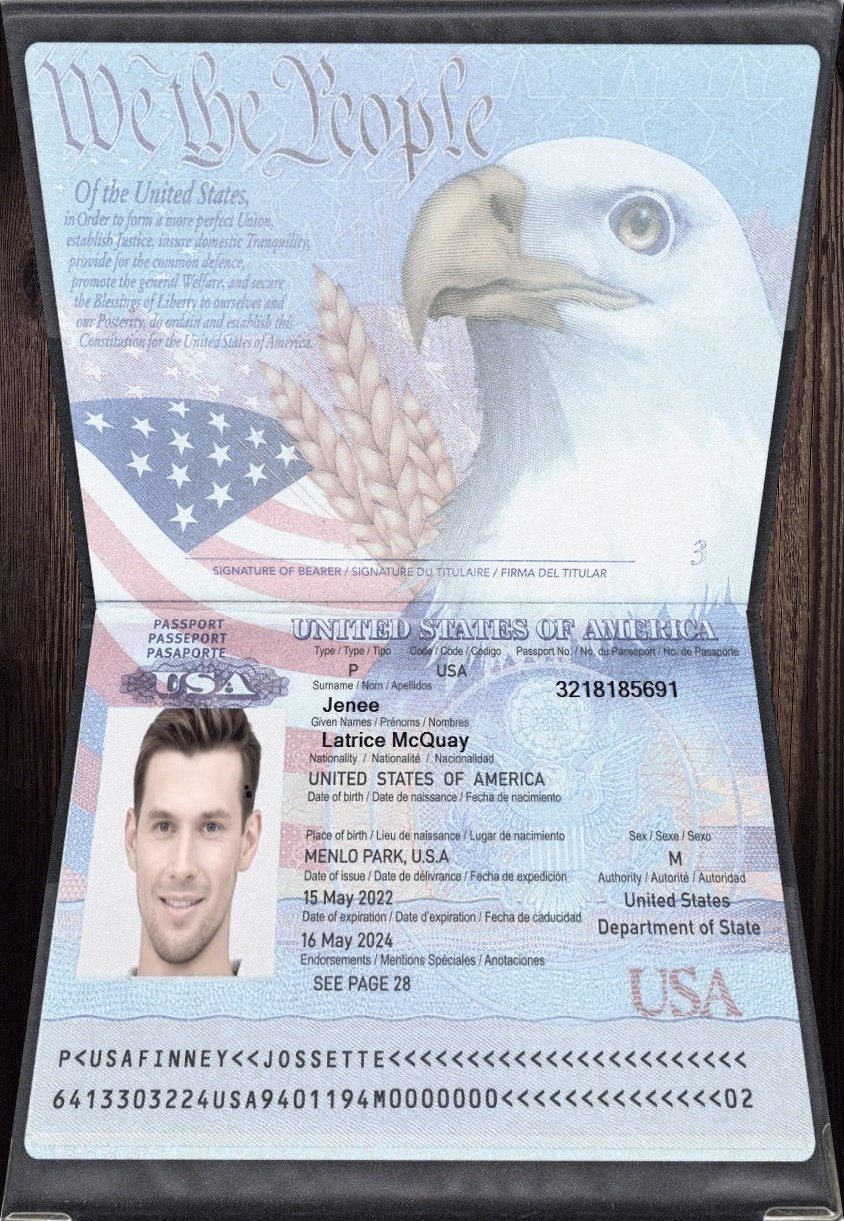 We the People
Of the United States,
in Order to form a more perfect Union,
establish Justice, insure domestic Tranquility,
provide for the common defence,
promote the general Welfare, and secure
the Blessings of Liberty to ourselves and
our Posterity, do ordain and establish this
Constitution for the United States of America.
3
SIGNATURE OF BEARER / SIGNATURE DU TITULAIRE / FIRMA DEL TITULAR
PASSPORT
PASSEPORT
PASAPORTE
USA
UNITED STATES OF AMERICA
Type / Type / Tipo Code / Code / Codigo Passport No. / No. du Passeport / No. de Pasaporte
P USA 3218185691
Surname / Nom / Apellidos
Jenee
Given Names / Prénoms / Nombres
Latrice McQuay
Nationality / Nationalité / Nacionalidad
UNITED STATES OF AMERICA
Date of birth / Date de naissance / Fecha de nacimiento
Place of birth / Lieu de naissance / Lugar de nacimiento Sex / Sexe / Sexo
MENLO PARK, U.S.A M
Date of issue / Date de délivrance / Fecha de expedición Authority / Autorité / Autoridad
15 May 2022 United States
Date of expiration / Date d'expiration / Fecha de caducidad Department of State
16 May 2024
Endorsements / Mentions Spéciales / Anotaciones
SEE PAGE 28
USA
P<USAFINNEY<<JOSSETTE<<<<<<<<<<<<<<<<<<<<<<<
6413303224USA9401194M0000000<<<<<<<<<<<<<<02